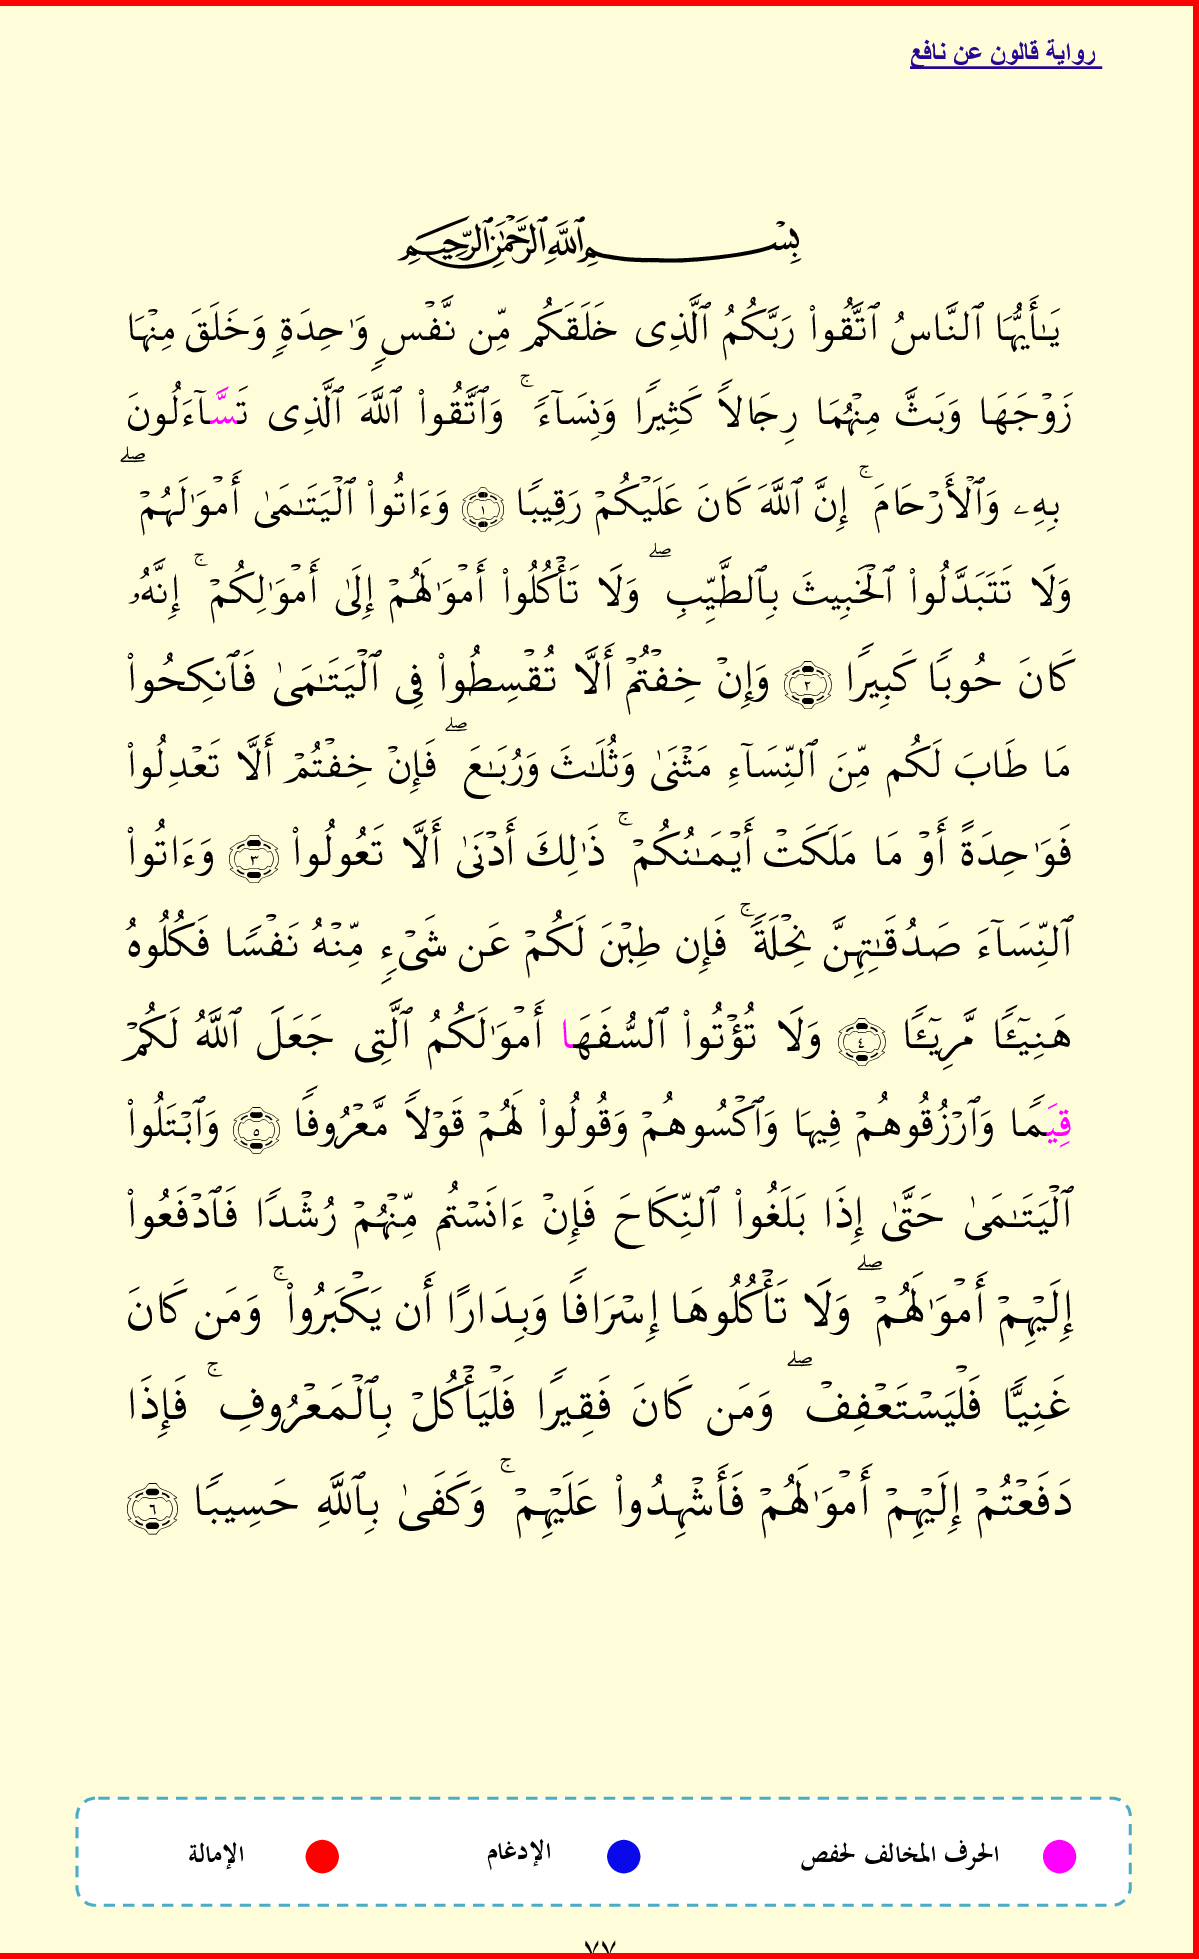 رواية قالون عن نافع
بِسْمِ ٱللَّهِ ٱلرَّحْمَٰنِ ٱلرَّحِيمِ
يَـٰٓأَيُّهَا ٱلنَّاسُ ٱتَّقُوا۟ رَبَّكُمُ ٱلَّذِى خَلَقَكُم مِّن نَّفْسٍ وَٰحِدَةٍ وَخَلَقَ مِنْهَا
زَوْجَهَا وَبَثَّ مِنْهُمَا رِجَالًا كَثِيرًا وَنِسَآءً ۚ وَٱتَّقُوا۟ ٱللَّهَ ٱلَّذِى تَسَّآءَلُونَ
بِهِۦ وَٱلْأَرْحَامَ ۚ إِنَّ ٱللَّهَ كَانَ عَلَيْكُمْ رَقِيبًا ١ وَءَاتُوا۟ ٱلْيَتَـٰمَىٰ أَمْوَٰلَهُمْ ۖ
وَلَا تَتَبَدَّلُوا۟ ٱلْخَبِيثَ بِٱلطَّيِّبِ ۖ وَلَا تَأْكُلُوٓا۟ أَمْوَٰلَهُمْ إِلَىٰٓ أَمْوَٰلِكُمْ ۚ إِنَّهُۥ
كَانَ حُوبًا كَبِيرًا ٢ وَإِنْ خِفْتُمْ أَلَّا تُقْسِطُوا۟ فِى ٱلْيَتَـٰمَىٰ فَٱنكِحُوا۟
مَا طَابَ لَكُم مِّنَ ٱلنِّسَآءِ مَثْنَىٰ وَثُلَـٰثَ وَرُبَـٰعَ ۖ فَإِنْ خِفْتُمْ أَلَّا تَعْدِلُوا۟
فَوَٰحِدَةً أَوْ مَا مَلَكَتْ أَيْمَـٰنُكُمْ ۚ ذَٰلِكَ أَدْنَىٰٓ أَلَّا تَعُولُوا۟ ٣ وَءَاتُوا۟
ٱلنِّسَآءَ صَدُقَـٰتِهِنَّ نِحْلَةً ۚ فَإِن طِبْنَ لَكُمْ عَن شَىْءٍ مِّنْهُ نَفْسًا فَكُلُوهُ
هَنِيٓـًٔا مَّرِيٓـًٔا ٤ وَلَا تُؤْتُوا۟ ٱلسُّفَهَا أَمْوَٰلَكُمُ ٱلَّتِى جَعَلَ ٱللَّهُ لَكُمْ
قِيَمًا وَٱرْزُقُوهُمْ فِيهَا وَٱكْسُوهُمْ وَقُولُوا۟ لَهُمْ قَوْلًا مَّعْرُوفًا ٥ وَٱبْتَلُوا۟
ٱلْيَتَـٰمَىٰ حَتَّىٰٓ إِذَا بَلَغُوا۟ ٱلنِّكَاحَ فَإِنْ ءَانَسْتُم مِّنْهُمْ رُشْدًا فَٱدْفَعُوٓا۟
إِلَيْهِمْ أَمْوَٰلَهُمْ ۖ وَلَا تَأْكُلُوهَا إِسْرَافًا وَبِدَارًا أَن يَكْبَرُوا۟ ۚ وَمَن كَانَ
غَنِيًّا فَلْيَسْتَعْفِفْ ۖ وَمَن كَانَ فَقِيرًا فَلْيَأْكُلْ بِٱلْمَعْرُوفِ ۚ فَإِذَا
دَفَعْتُمْ إِلَيْهِمْ أَمْوَٰلَهُمْ فَأَشْهِدُوا۟ عَلَيْهِمْ ۚ وَكَفَىٰ بِٱللَّهِ حَسِيبًا ٦
الحرف المخالف لحفص الإدغام الإمالة
٧٧